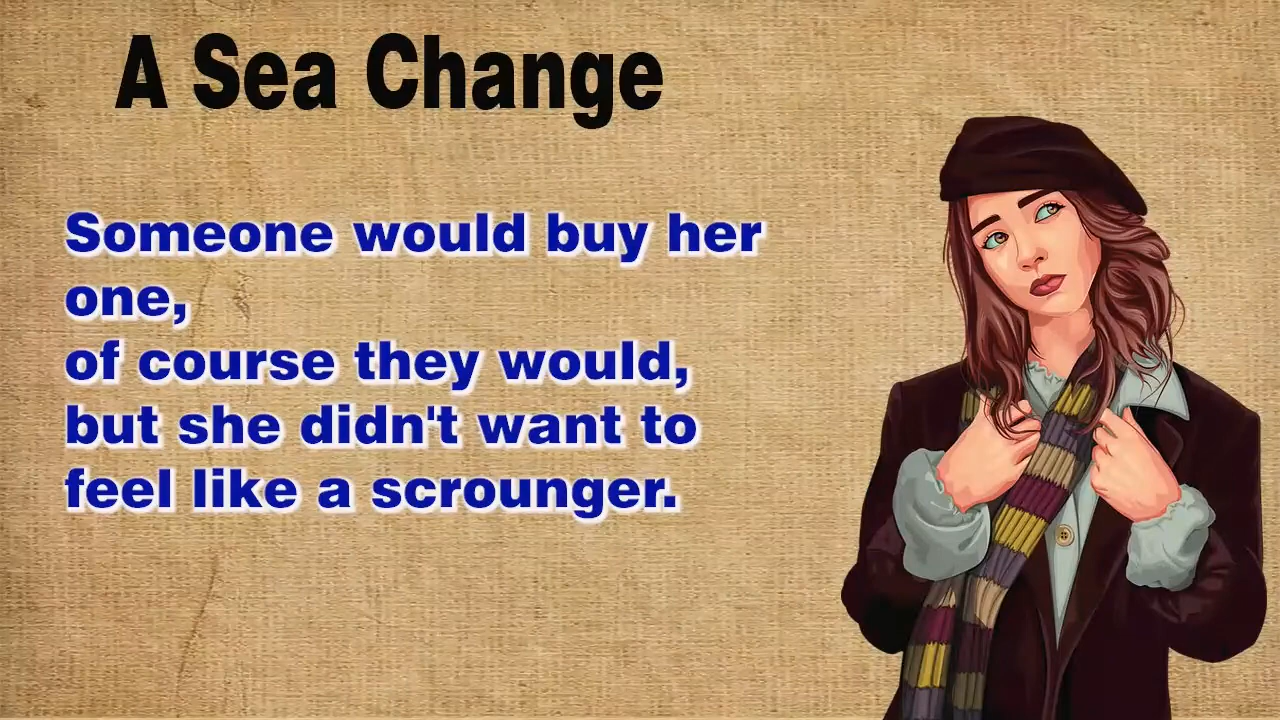 A Sea Change
Someone would buy her
one,
of course they would,
but she didn't want to
feel like a scrounger.